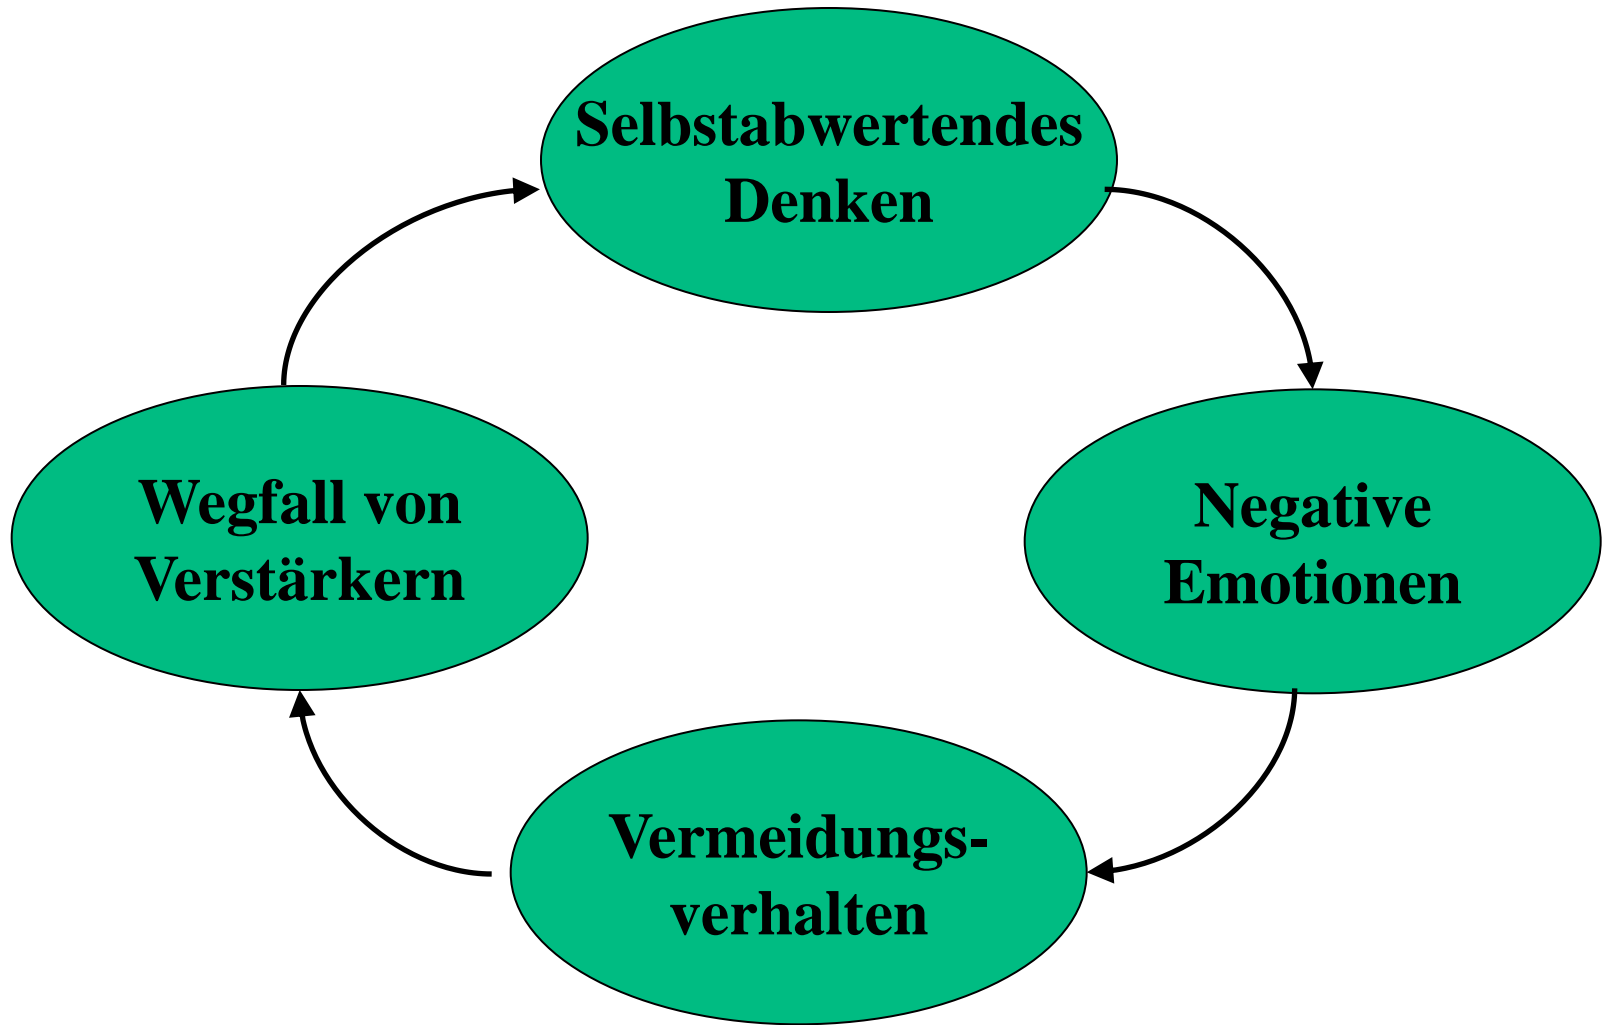 Selbstabwertendes
Denken
Negative
Emotionen
Vermeidungs-
verhalten
Wegfall von
Verstärkern